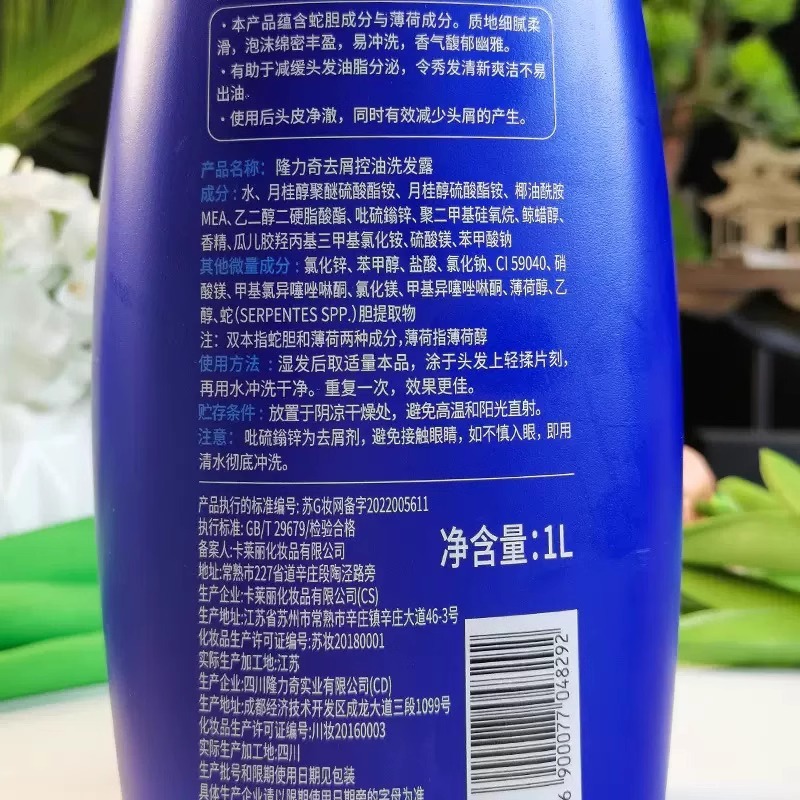 ·本产品蕴含蛇胆成分与薄荷成分。质地细腻柔
滑，泡沫绵密丰盈，易冲洗，香气馥郁幽雅。
·有助于减缓头发油脂分泌，令秀发清新爽洁不易
出油。
·使用后头皮净澈，同时有效减少头屑的产生。
产品名称：隆力奇去屑控油洗发露
成分：水、月桂醇聚醚硫酸酯铵、月桂醇硫酸酯铵、椰油酰胺
MEA、乙二醇二硬脂酸酯、吡硫鎓锌、聚二甲基硅氧烷、鲸蜡醇、
香精、瓜儿胶羟丙基三甲基氯化铵、硫酸镁、苯甲酸钠
其他微量成分：氯化锌、苯甲醇、盐酸、氯化钠、CI 59040、硝
酸镁、甲基氯异噻唑啉酮、氯化镁、甲基异噻唑啉酮、薄荷醇、乙
醇、蛇(SERPENTES SPP.)胆提取物
注：双本指蛇胆和薄荷两种成分,薄荷指薄荷醇
使用方法：湿发后取适量本品，涂于头发上轻揉片刻，
再用水冲洗干净。重复一次，效果更佳。
贮存条件：放置于阴凉干燥处，避免高温和阳光直射。
注意：吡硫鎓锌为去屑剂，避免接触眼睛，如不慎入眼，即用
清水彻底冲洗。
产品执行的标准编号：苏G妆网备字2022005611
执行标准：GB/T 29679/检验合格
备案人：卡莱丽化妆品有限公司
地址：常熟市227省道辛庄段陶泾路旁
生产企业：卡莱丽化妆品有限公司(CS)
生产地址：江苏省苏州市常熟市辛庄镇辛庄大道46-3号
化妆品生产许可证编号：苏妆20180001
实际生产加工地：江苏
生产企业：四川隆力奇实业有限公司(CD)
生产地址：成都经济技术开发区成龙大道三段1099号
化妆品生产许可证编号：川妆20160003
实际生产加工地：四川
生产批号和限期使用日期见包装
具体生产企业请以限期使用日期旁的字母为准
净含量：1L
6 900077 048292